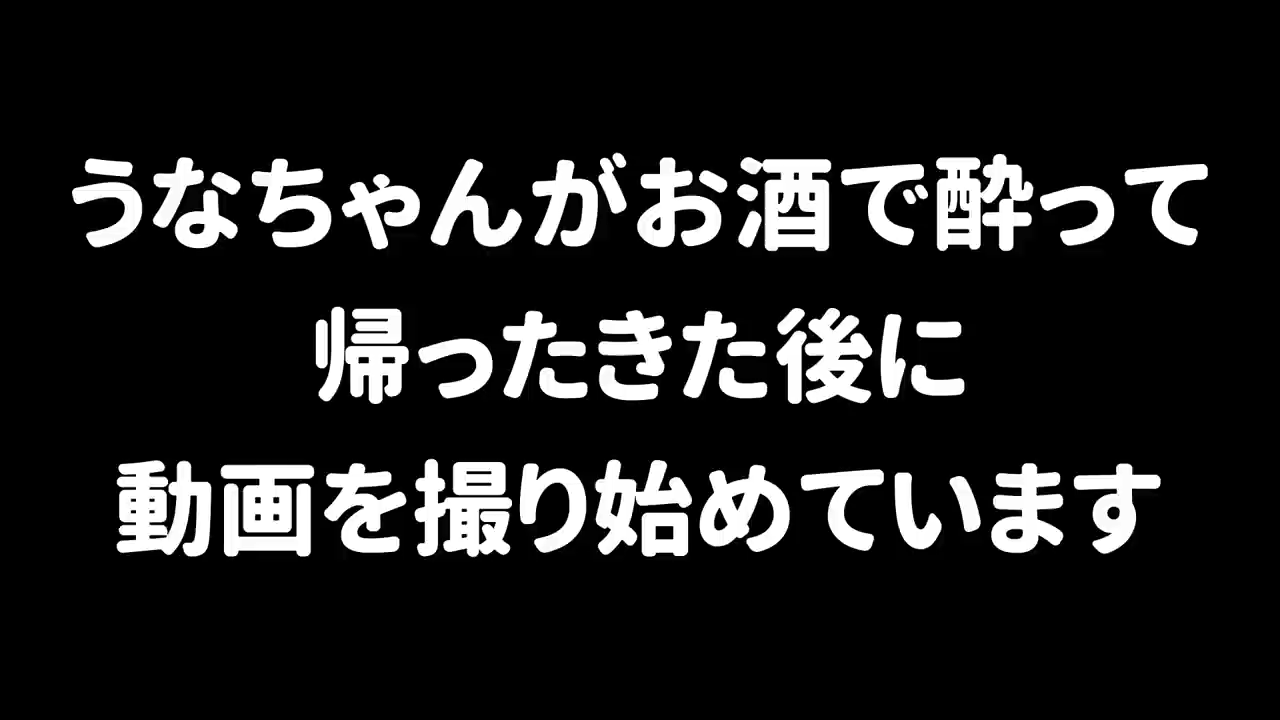 うなちゃんがお酒で酔って
帰ったきた後に
動画を撮り始めています